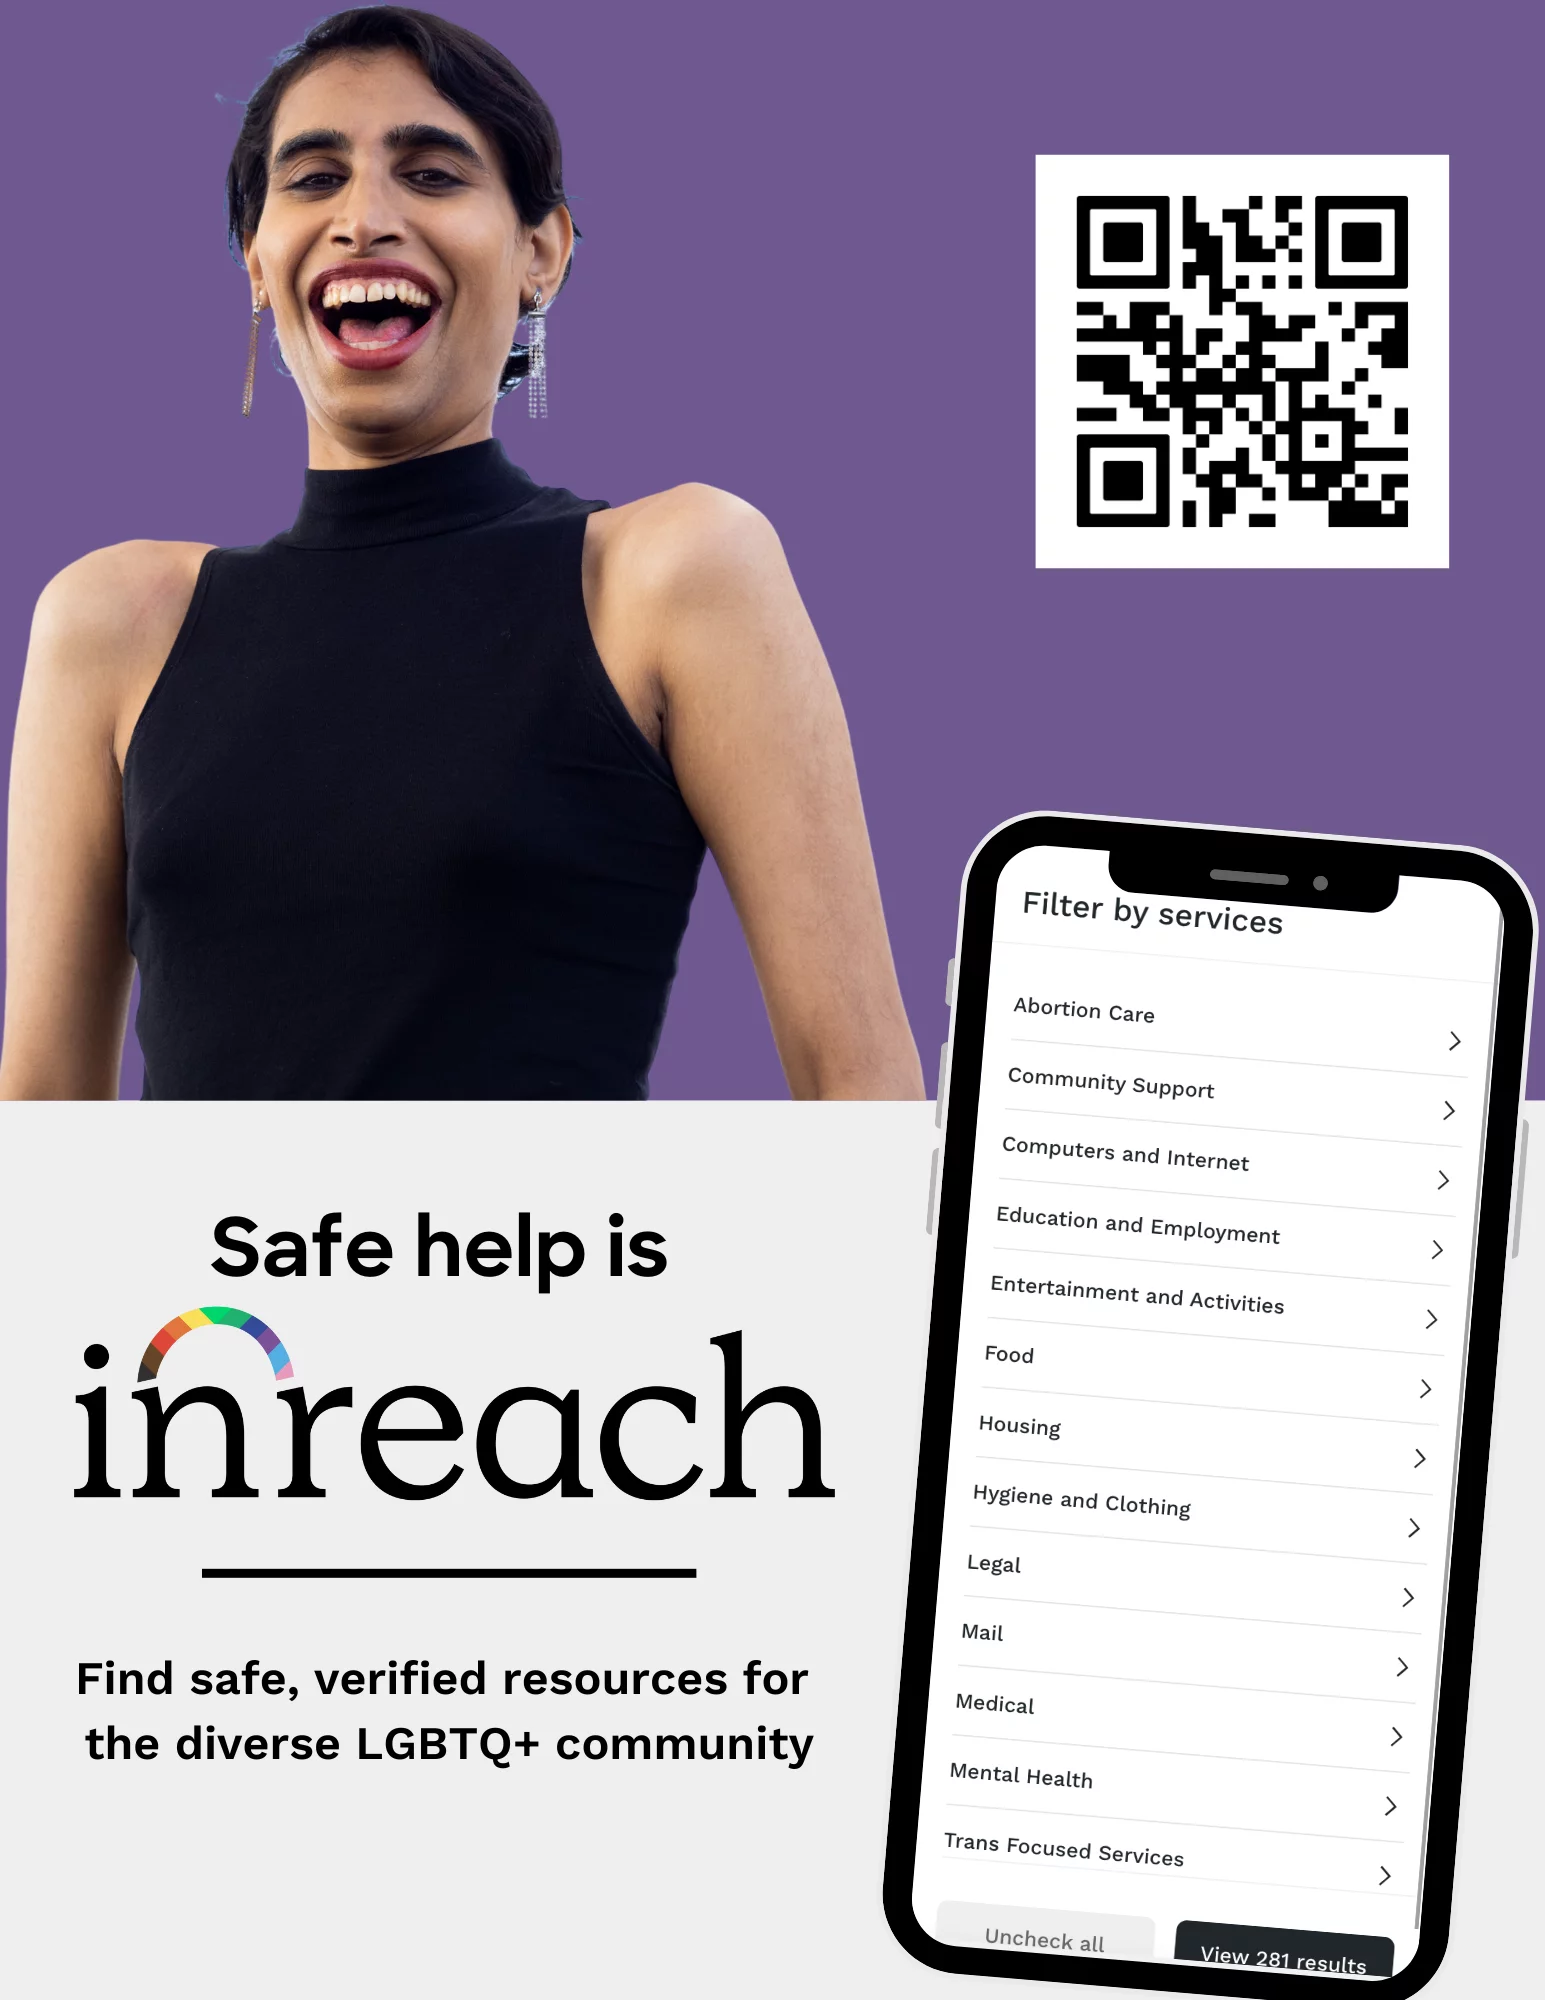 Safe help is
inreach
Find safe, verified resources for
the diverse LGBTQ+ community
Filter by services
Abortion Care
Community Support
Computers and Internet
Education and Employment
Entertainment and Activities
Food
Housing
Hygiene and Clothing
Legal
Mail
Medical
Mental Health
Trans Focused Services
Uncheck all
View 281 results